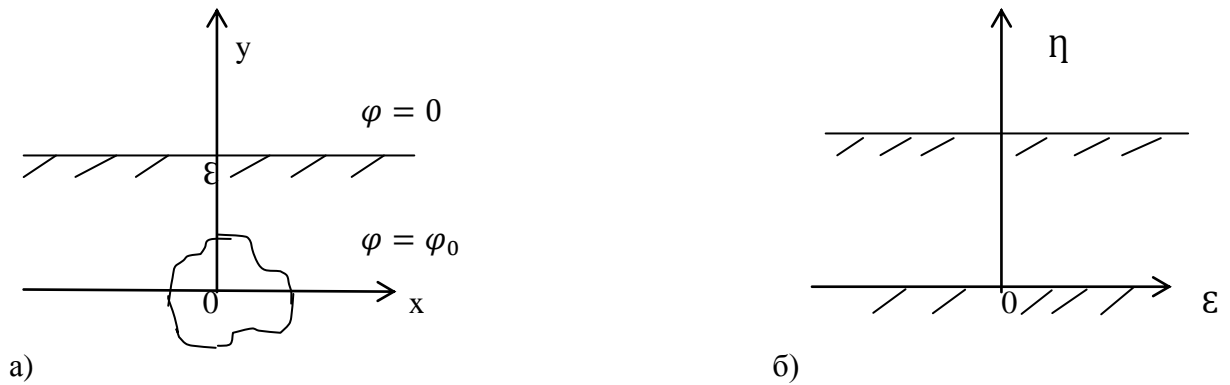 y
η
φ = 0
ε
φ = φ₀
0
x
0
ε
а)
б)